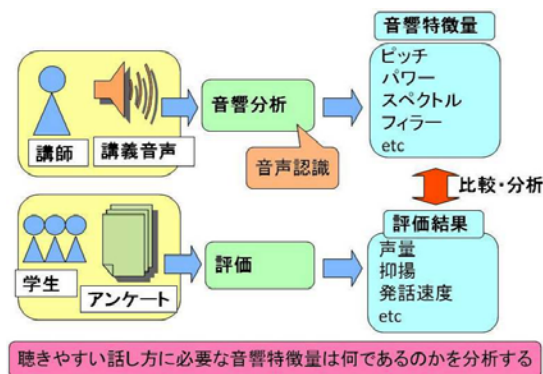 音響特徴量
ピッチ
パワー
スペクトル
フィラー
etc
音響分析
講師
講義音声
音声認識
比較・分析
評価結果
声量
抑揚
発話速度
etc
評価
学生
アンケート
聴きやすい話し方に必要な音響特徴量は何であるのかを分析する